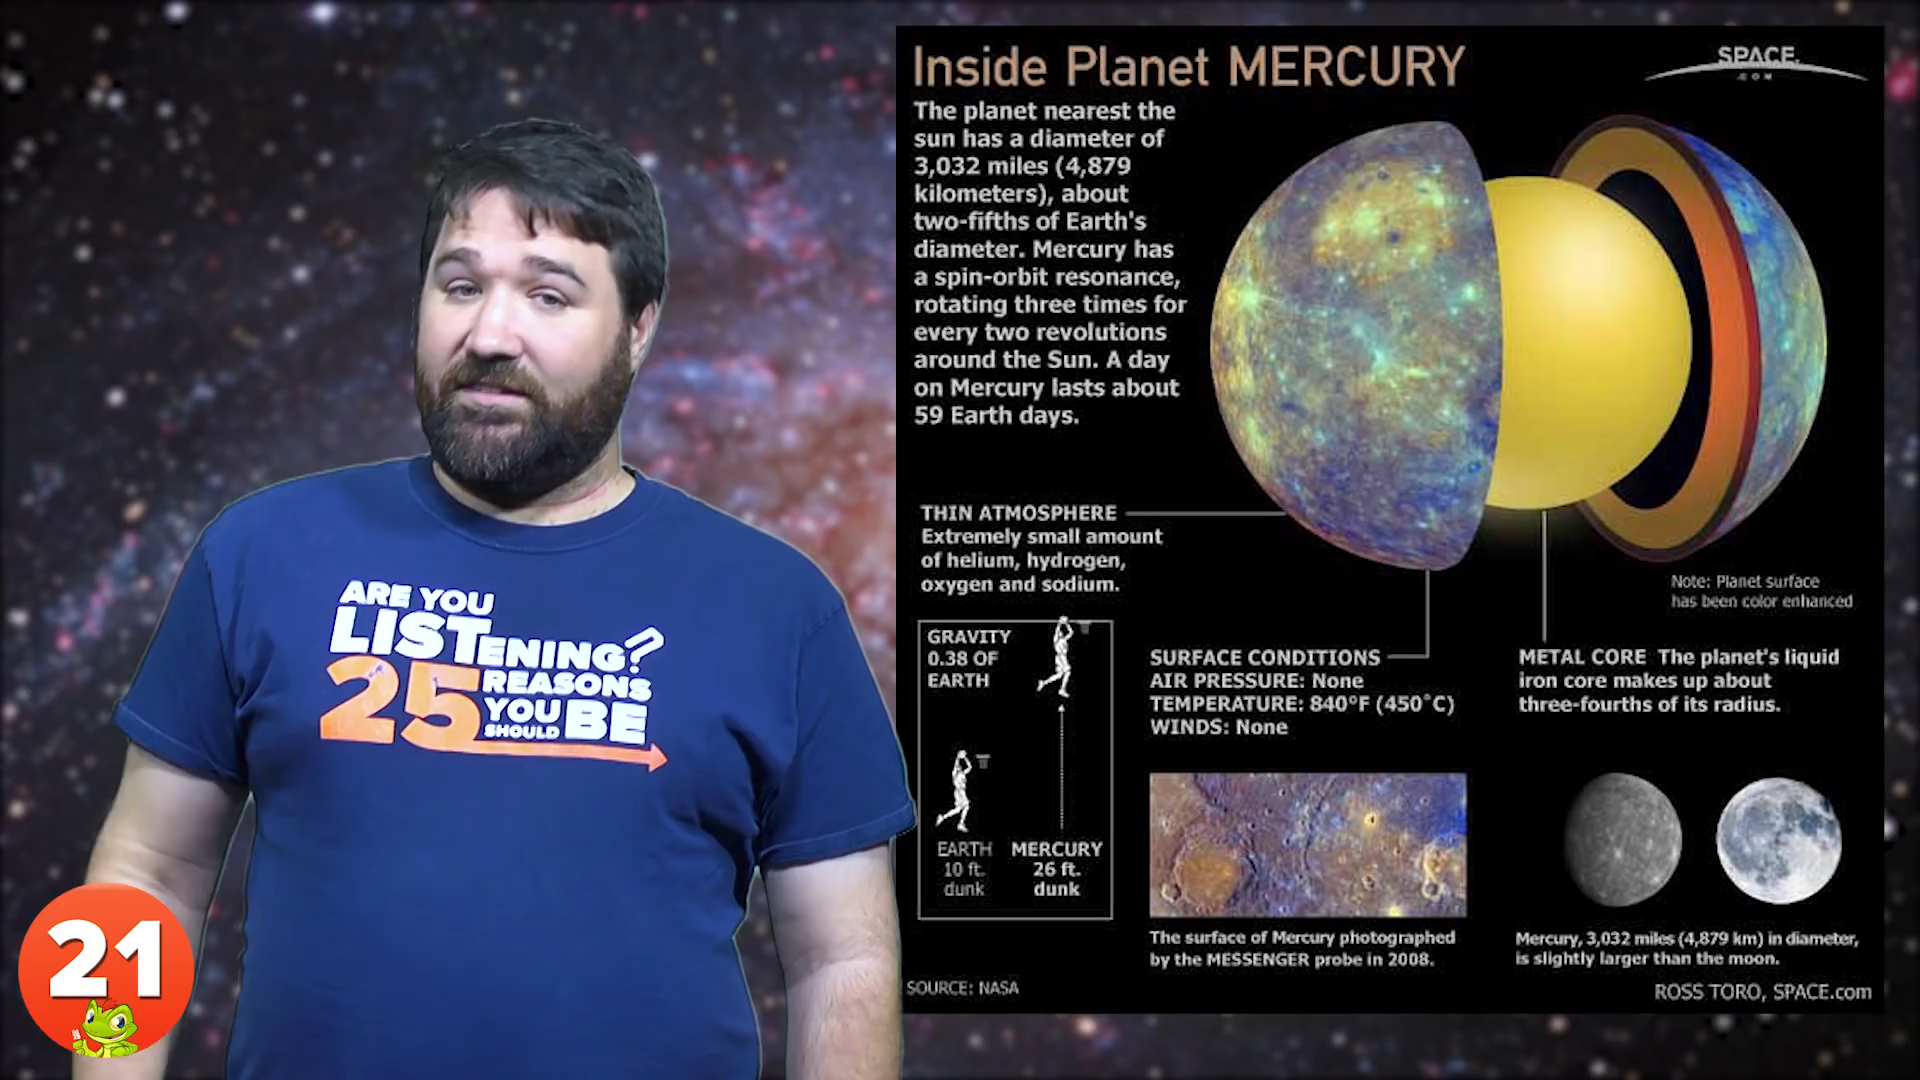 ARE YOU
LISTENING?
25 REASONS
YOU
SHOULD BE
21
Inside Planet MERCURY
SPACE
.COM
The planet nearest the
sun has a diameter of
3,032 miles (4,879
kilometers), about
two-fifths of Earth's
diameter. Mercury has
a spin-orbit resonance,
rotating three times for
every two revolutions
around the Sun. A day
on Mercury lasts about
59 Earth days.
THIN ATMOSPHERE
Extremely small amount
of helium, hydrogen,
oxygen and sodium.
GRAVITY
0.38 OF
EARTH
EARTH
10 ft.
dunk
MERCURY
26 ft.
dunk
SURFACE CONDITIONS
AIR PRESSURE: None
TEMPERATURE: 840°F (450°C)
WINDS: None
Note: Planet surface
has been color enhanced
METAL CORE The planet's liquid
iron core makes up about
three-fourths of its radius.
The surface of Mercury photographed
by the MESSENGER probe in 2008.
Mercury, 3,032 miles (4,879 km) in diameter,
is slightly larger than the moon.
SOURCE: NASA
ROSS TORO, SPACE.com